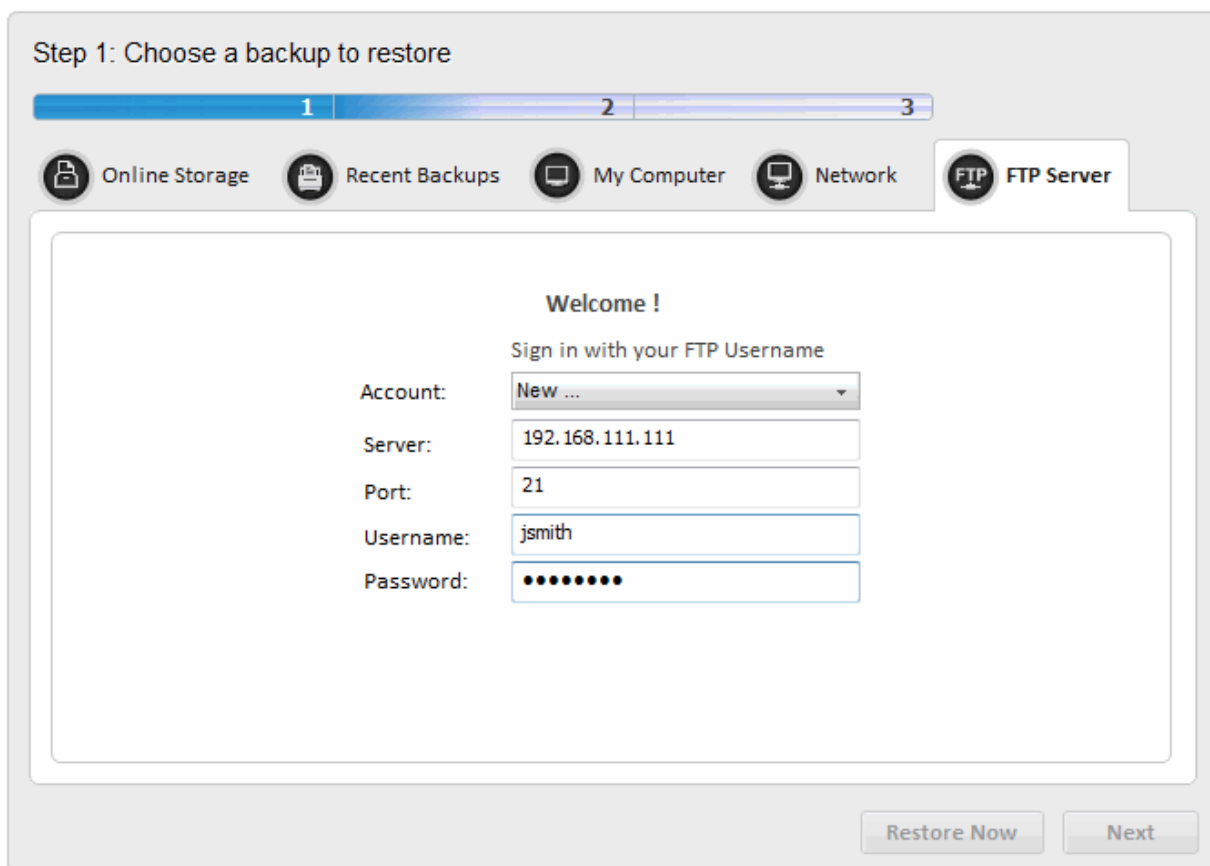 Step 1: Choose a backup to restore
1 2 3
Online Storage Recent Backups My Computer Network FTP FTP Server
Welcome !
Sign in with your FTP Username
Account: New ...
Server: 192.168.111.111
Port: 21
Username: jsmith
Password: ••••••••
Restore Now Next